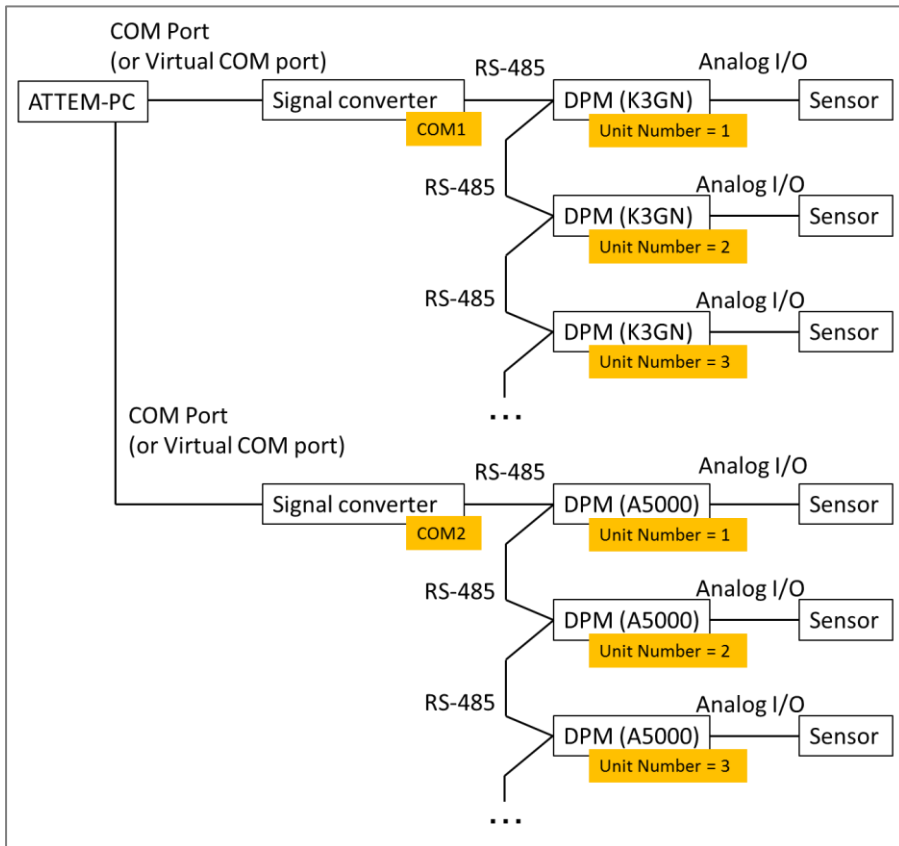 COM Port
(or Virtual COM port)
RS-485
Analog I/O
ATTEM-PC
Signal converter
DPM (K3GN)
Sensor
COM1
Unit Number = 1
RS-485
Analog I/O
DPM (K3GN)
Sensor
Unit Number = 2
RS-485
Analog I/O
DPM (K3GN)
Sensor
Unit Number = 3
...
COM Port
(or Virtual COM port)
RS-485
Analog I/O
Signal converter
DPM (A5000)
Sensor
COM2
Unit Number = 1
RS-485
Analog I/O
DPM (A5000)
Sensor
Unit Number = 2
RS-485
Analog I/O
DPM (A5000)
Sensor
Unit Number = 3
...